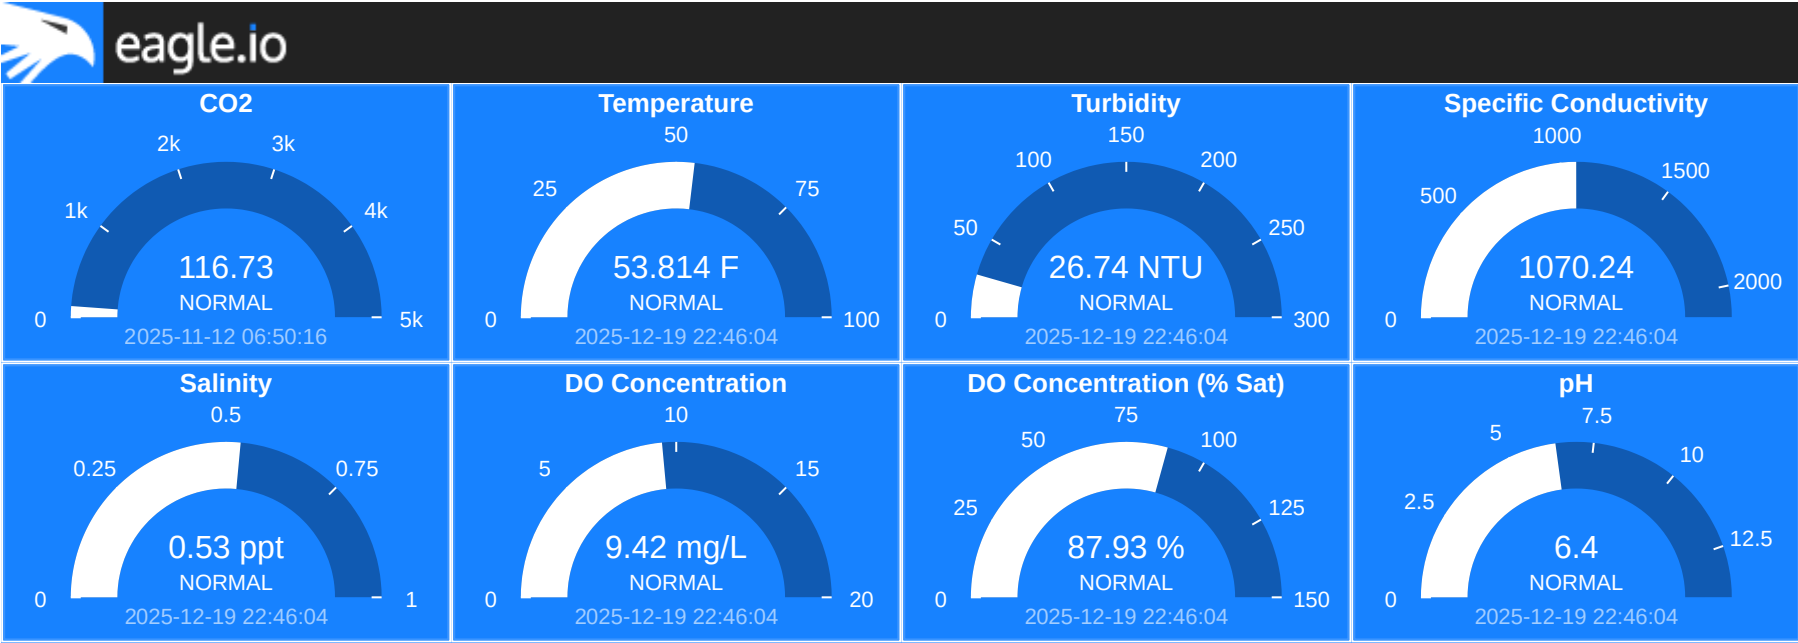 eagle.io
CO2
2k 3k
1k 4k
0 5k
116.73
NORMAL
2025-11-12 06:50:16
Temperature
50
25 75
0 100
53.814 F
NORMAL
2025-12-19 22:46:04
Turbidity
150
100 200
50 250
0 300
26.74 NTU
NORMAL
2025-12-19 22:46:04
Specific Conductivity
1000
500 1500
0 2000
1070.24
NORMAL
2025-12-19 22:46:04
Salinity
0.5
0.25 0.75
0 1
0.53 ppt
NORMAL
2025-12-19 22:46:04
DO Concentration
10
5 15
0 20
9.42 mg/L
NORMAL
2025-12-19 22:46:04
DO Concentration (% Sat)
75
50 100
25 125
0 150
87.93 %
NORMAL
2025-12-19 22:46:04
pH
7.5
5 10
2.5 12.5
0
6.4
NORMAL
2025-12-19 22:46:04